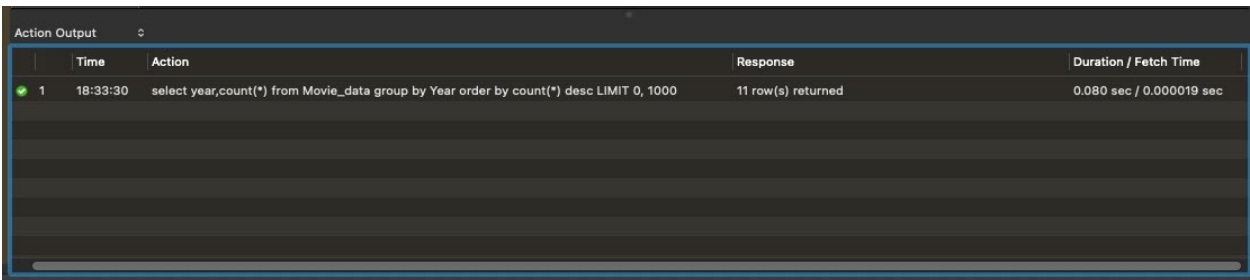 Action Output
Time Action Response Duration / Fetch Time
1 18:33:30 select year,count(*) from Movie_data group by Year order by count(*) desc LIMIT 0, 1000 11 row(s) returned 0.080 sec / 0.000019 sec